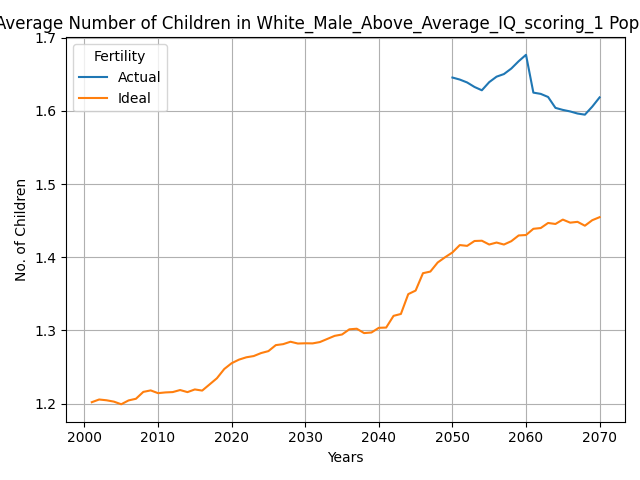 Average Number of Children in White_Male_Above_Average_IQ_scoring_1 Pop
Fertility
Actual
Ideal
No. of Children
1.7
1.6
1.5
1.4
1.3
1.2
2000 2010 2020 2030 2040 2050 2060 2070
Years